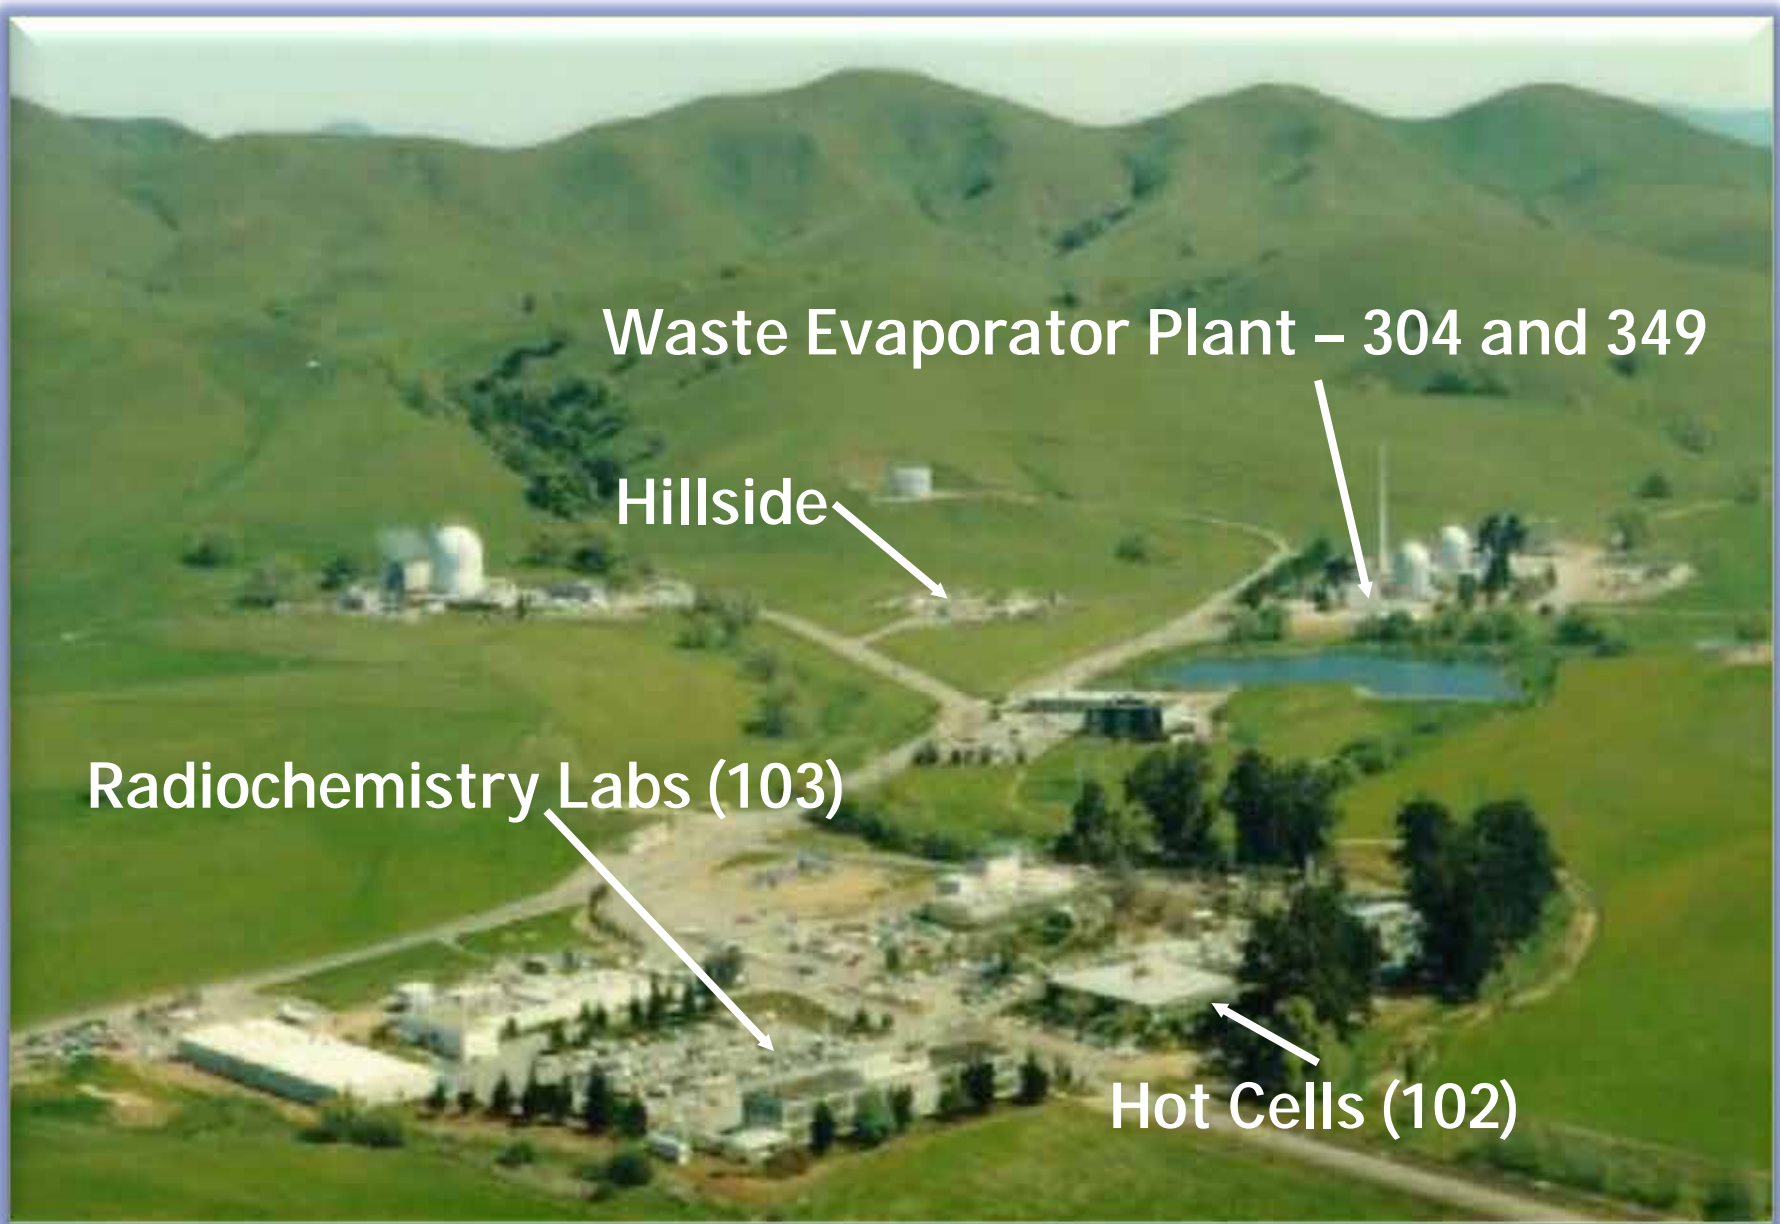 Waste Evaporator Plant – 304 and 349
Hillside
Radiochemistry Labs (103)
Hot Cells (102)